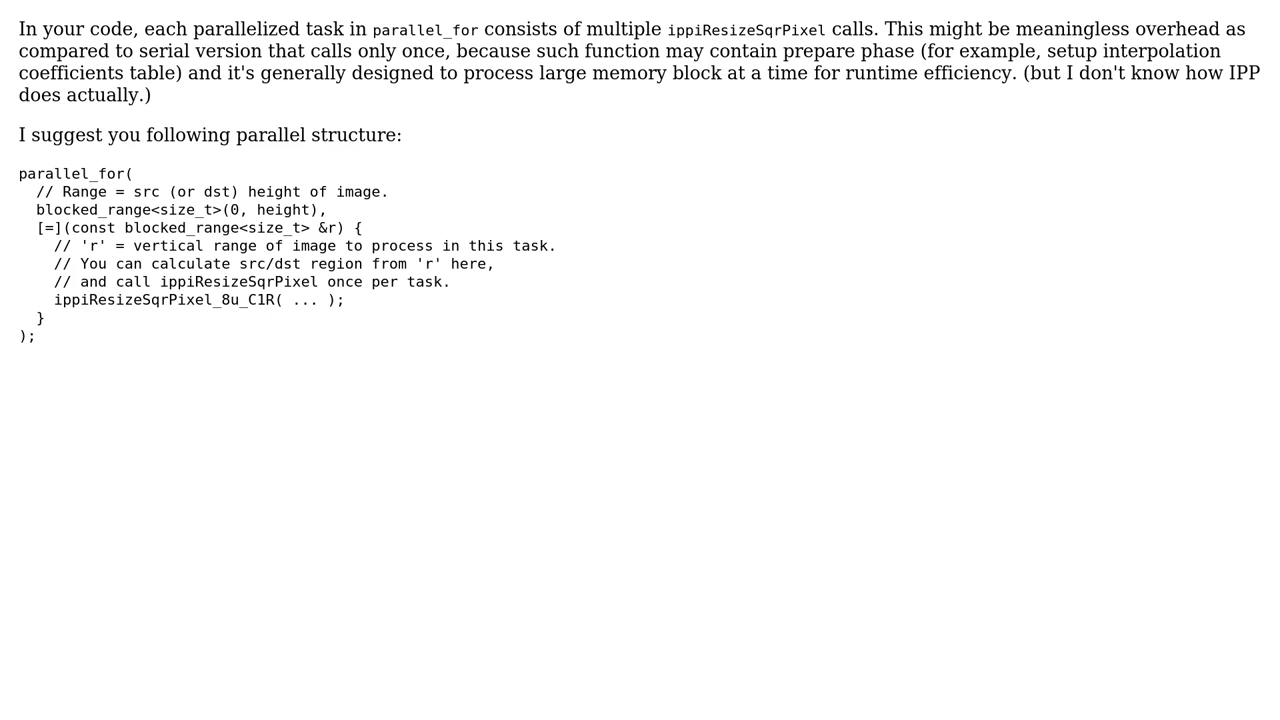 In your code, each parallelized task in parallel_for consists of multiple ippiResizeSqrPixel calls. This might be meaningless overhead as
compared to serial version that calls only once, because such function may contain prepare phase (for example, setup interpolation
coefficients table) and it's generally designed to process large memory block at a time for runtime efficiency. (but I don't know how IPP
does actually.)
I suggest you following parallel structure:
parallel_for(
  // Range = src (or dst) height of image.
  blocked_range<size_t>(0, height),
  [=](const blocked_range<size_t> &r) {
    // 'r' = vertical range of image to process in this task.
    // You can calculate src/dst region from 'r' here,
    // and call ippiResizeSqrPixel once per task.
    ippiResizeSqrPixel_8u_C1R( ... );
  }
);